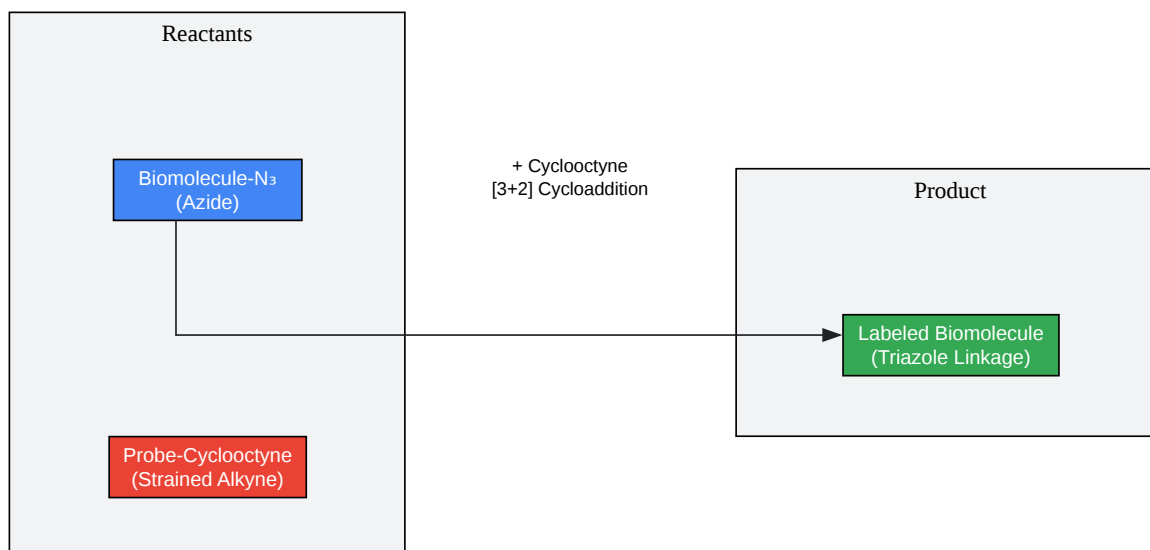 Reactants
Biomolecule-N₃
(Azide)
+ Cyclooctyne
[3+2] Cycloaddition
Product
Labeled Biomolecule
(Triazole Linkage)
Probe-Cyclooctyne
(Strained Alkyne)